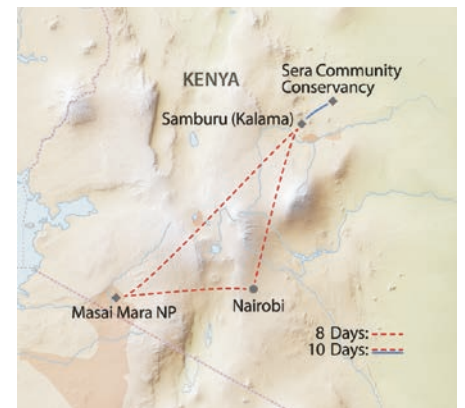 KENYA
Sera Community
Conservancy
Samburu (Kalama)
Masai Mara NP
Nairobi
8 Days:
10 Days: